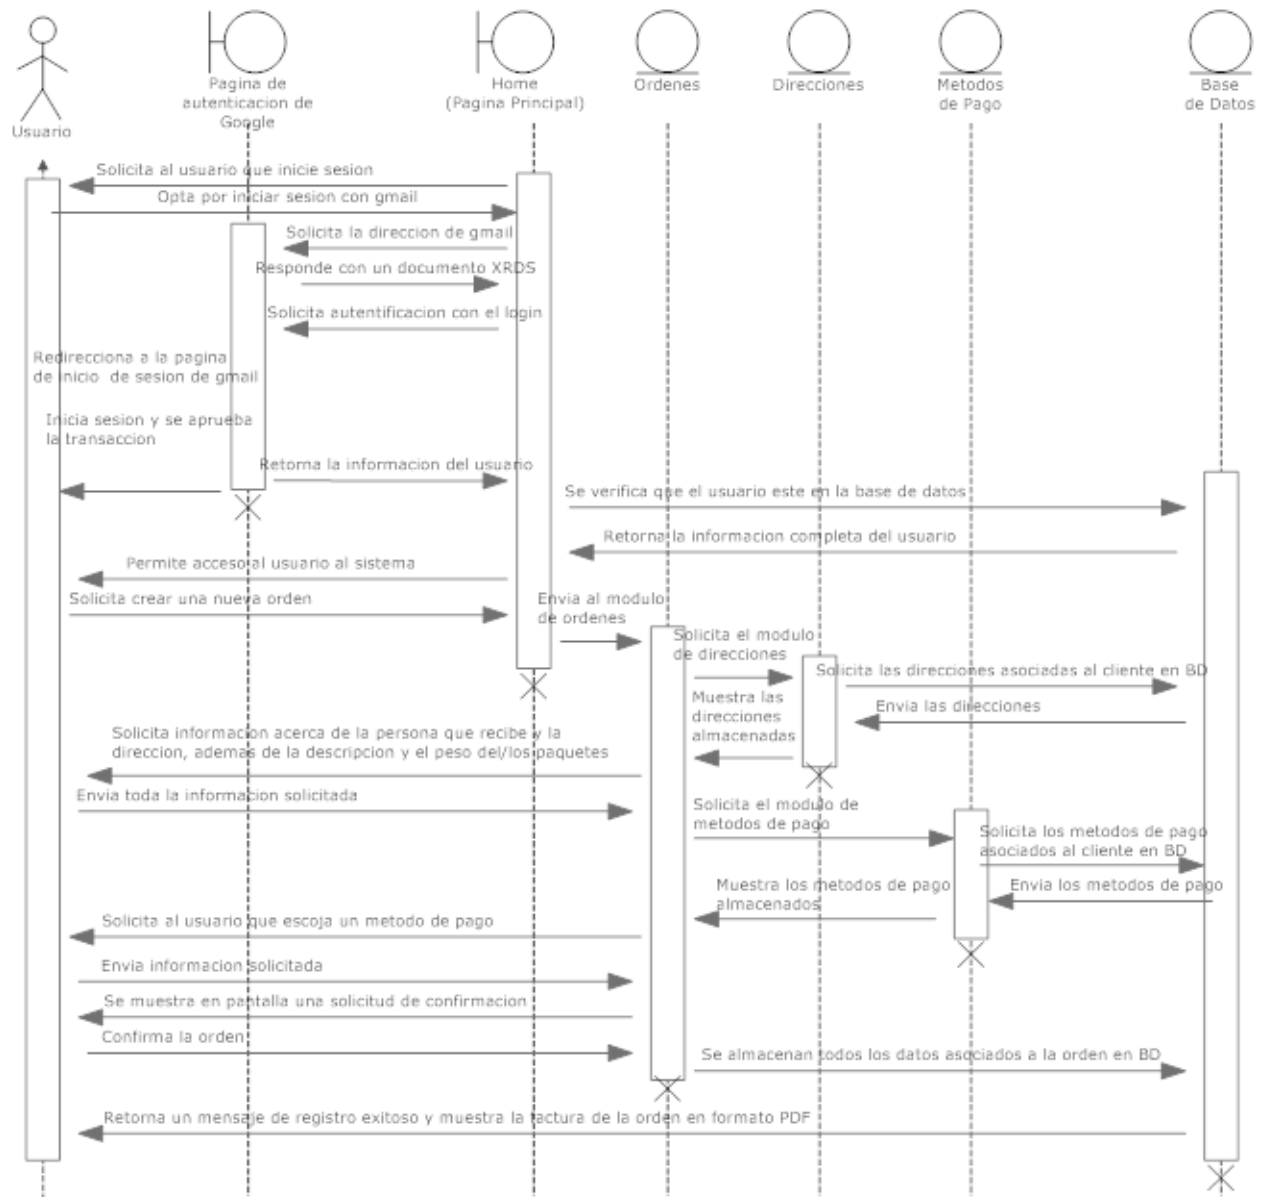 Usuario
Pagina de
autenticacion de
Google
Home
(Pagina Principal)
Ordenes
Direcciones
Metodos
de Pago
Base
de Datos
Solicita al usuario que inicie sesion
Opta por iniciar sesion con gmail
Solicita la direccion de gmail
Responde con un documento XRDS
Solicita autentificacion con el login
Redirecciona a la pagina
de inicio de sesion de gmail
Inicia sesion y se aprueba
la transaccion
Retorna la informacion del usuario
Se verifica que el usuario este en la base de datos
Retorna la informacion completa del usuario
Permite acceso al usuario al sistema
Solicita crear una nueva orden
Envia al modulo
de ordenes
Solicita el modulo
de direcciones
Solicita las direcciones asociadas al cliente en BD
Envia las direcciones
Muestra las
direcciones
almacenadas
Solicita informacion acerca de la persona que recibe y la
direccion, ademas de la descripcion y el peso del/los paquetes
Envia toda la informacion solicitada
Solicita el modulo de
metodos de pago
Solicita los metodos de pago
asociados al cliente en BD
Envia los metodos de pago
Muestra los metodos de pago
almacenados
Solicita al usuario que escoja un metodo de pago
Envia informacion solicitada
Se muestra en pantalla una solicitud de confirmacion
Confirma la orden
Se almacenan todos los datos asociados a la orden en BD
Retorna un mensaje de registro exitoso y muestra la factura de la orden en formato PDF